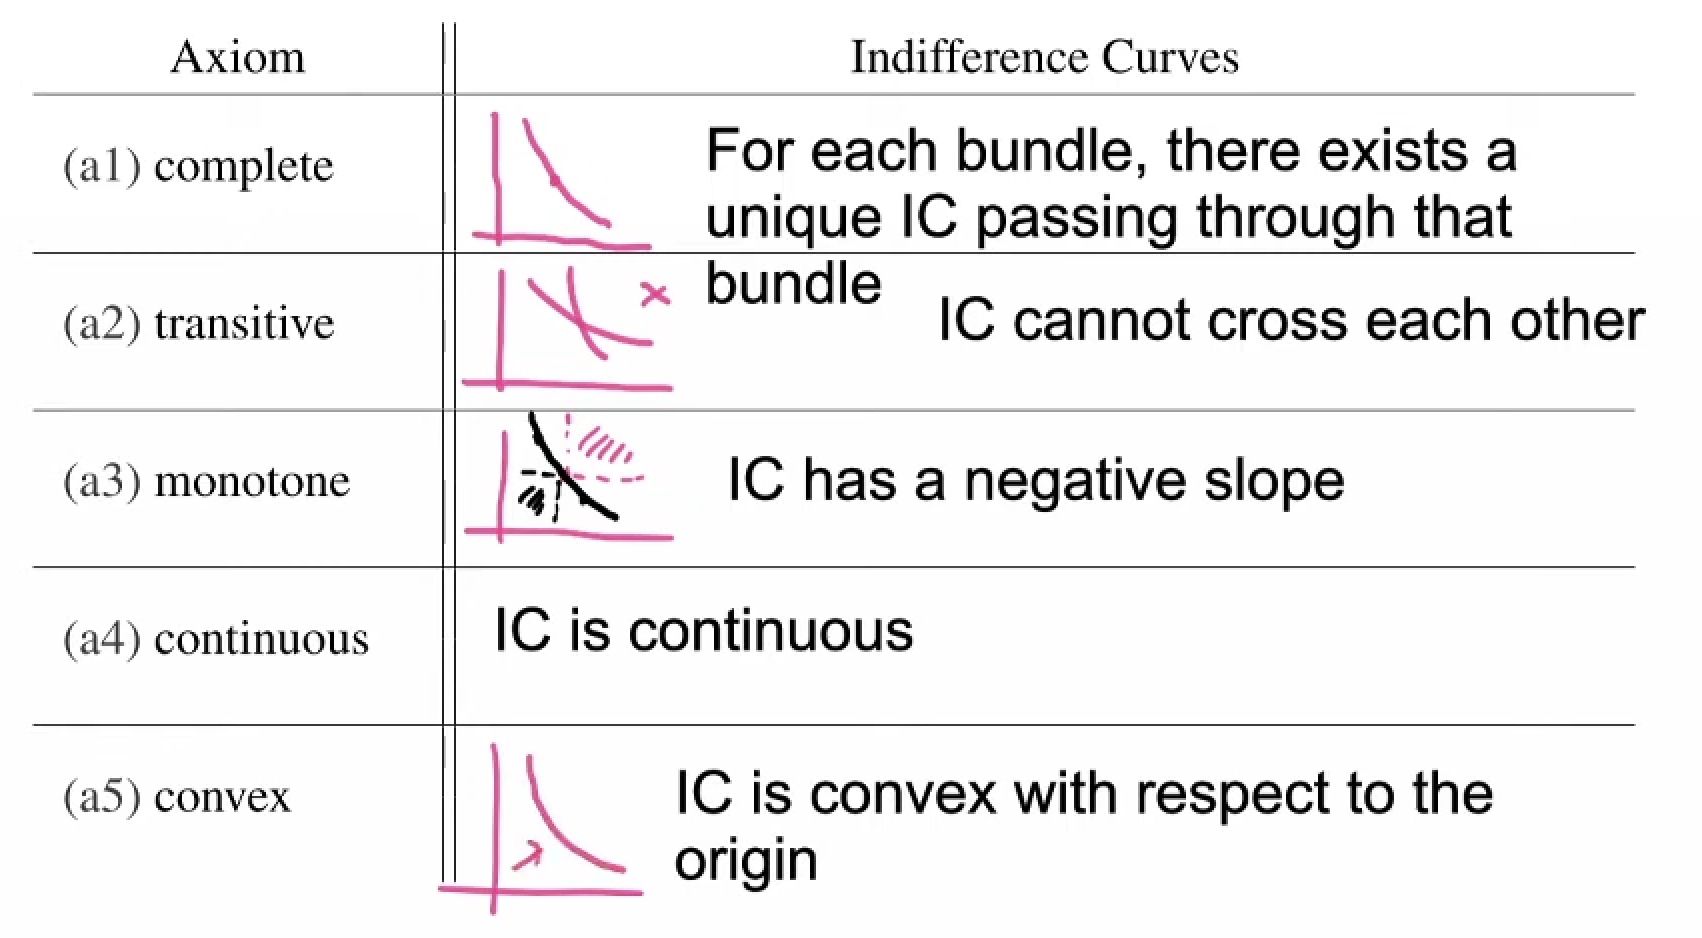 Axiom
Indifference Curves
(a1) complete
For each bundle, there exists a
unique IC passing through that
bundle
(a2) transitive
IC cannot cross each other
(a3) monotone
IC has a negative slope
(a4) continuous
IC is continuous
(a5) convex
IC is convex with respect to the
origin